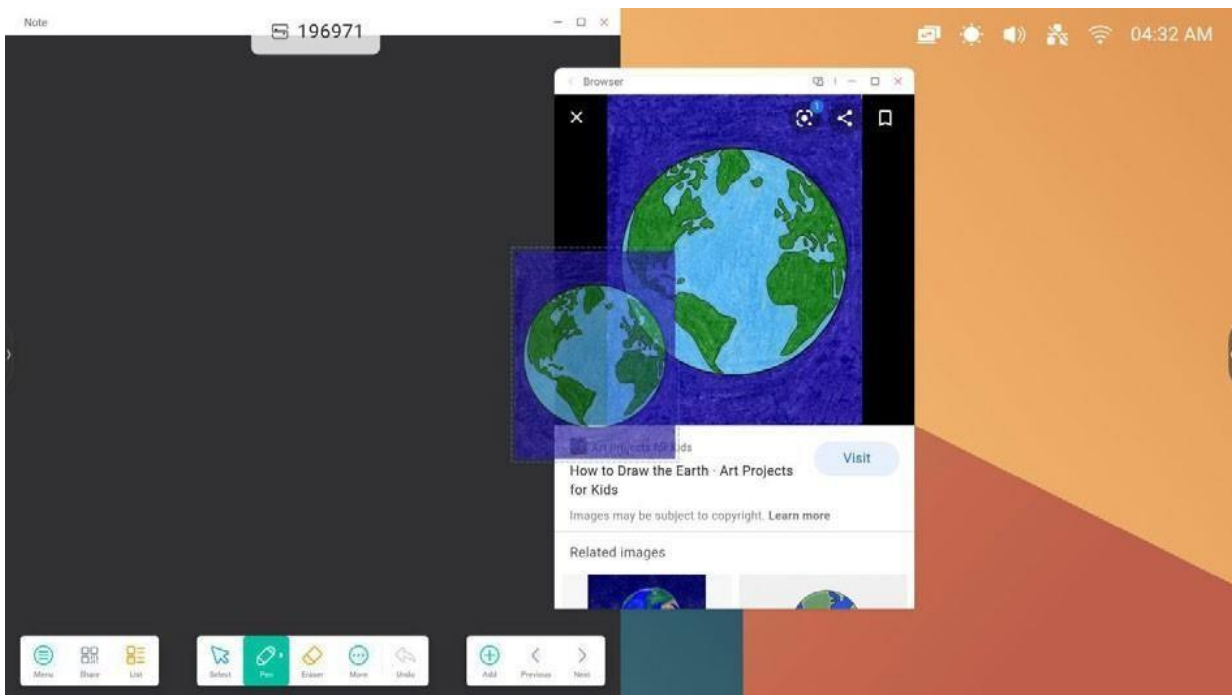 Note
196971
04:32 AM
Browser
1
Art Projects for Kids
Visit
How to Draw the Earth · Art Projects
for Kids
Images may be subject to copyright. Learn more
Related images
Menu Share List Select Pen Eraser More Undo Add Previous Next